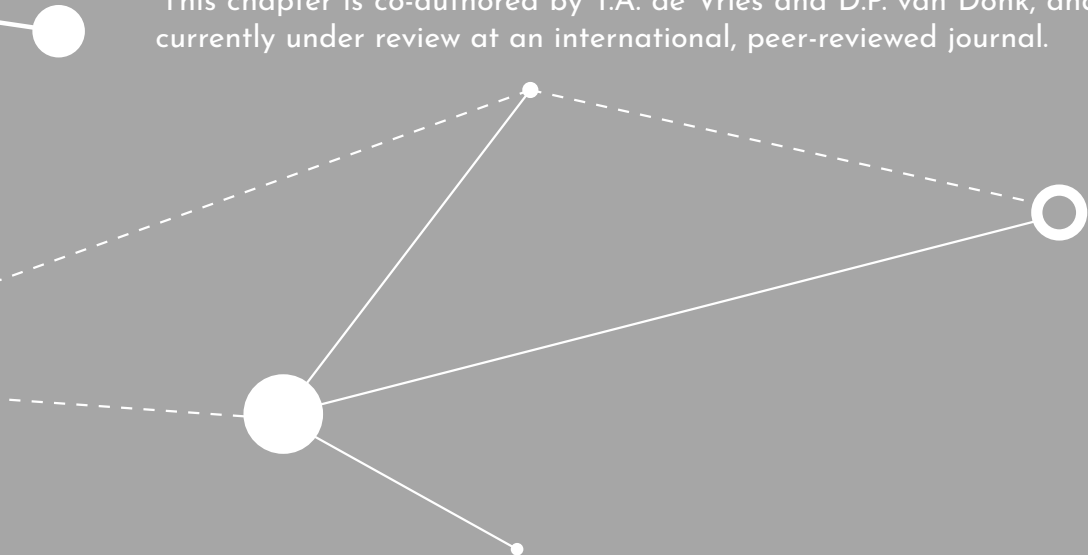 This chapter is co-authored by T.A. de Vries and D.P. van Donk, and
currently under review at an international, peer-reviewed journal.